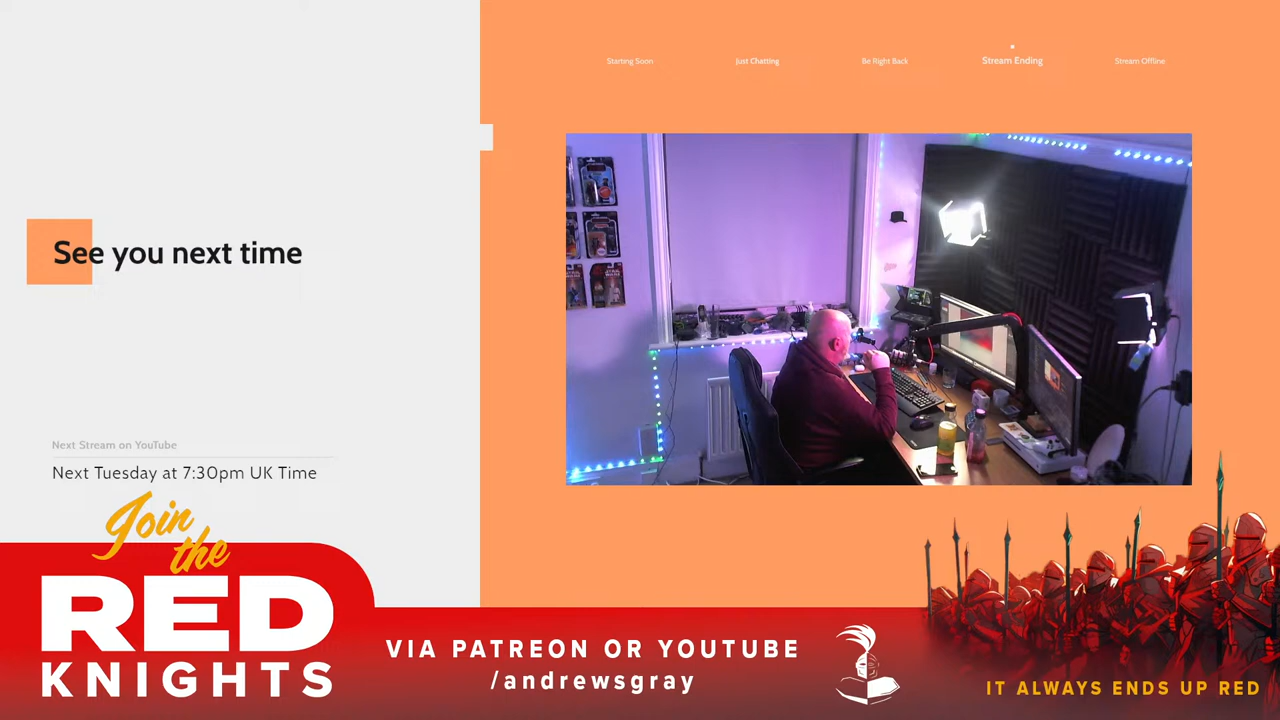 Starting Soon
Just Chatting
Be Right Back
Stream Ending
Stream Offline
See you next time
Next Stream on YouTube
Next Tuesday at 7:30pm UK Time
Join
the
RED
KNIGHTS
VIA PATREON OR YOUTUBE
/andrewsgray
IT ALWAYS ENDS UP RED